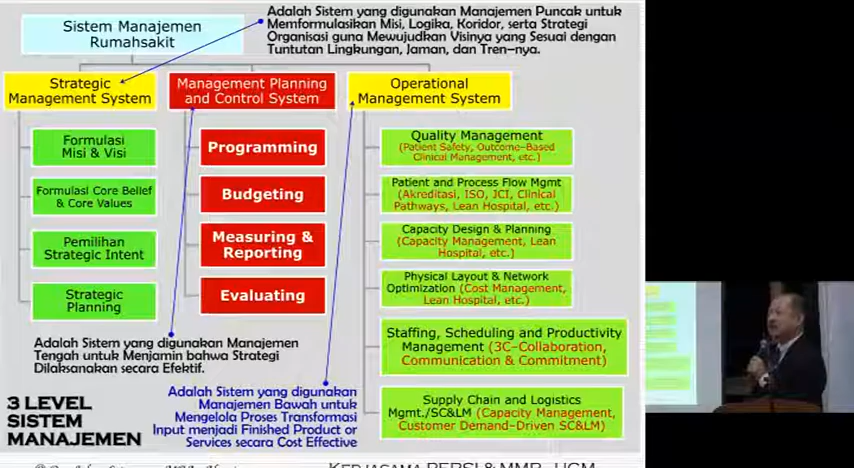 Adalah Sistem yang digunakan Manajemen Puncak untuk
Memformulasikan Misi, Logika, Koridor, serta Strategi
Organisasi guna Mewujudkan Visinya yang Sesuai dengan
Tuntutan Lingkungan, Jaman, dan Tren-nya.
Sistem Manajemen
Rumahsakit
Strategic
Management System
Management Planning
and Control System
Operational
Management System
Formulasi
Misi & Visi
Formulasi Core Belief
& Core Values
Pemilihan
Strategic Intent
Strategic
Planning
Programming
Budgeting
Measuring &
Reporting
Evaluating
Quality Management
(Patient Safety, Outcome-Based
Clinical Management, etc.)
Patient and Process Flow Mgmt
(Akreditasi, ISO, JCI, Clinical
Pathways, Lean Hospital, etc.)
Capacity Design & Planning
(Capacity Management, Lean
Hospital, etc.)
Physical Layout & Network
Optimization (Cost Management,
Lean Hospital, etc.)
Staffing, Scheduling and Productivity
Management (3C-Collaboration,
Communication & Commitment)
Supply Chain and Logistics
Mgmt./SC&LM (Capacity Management,
Customer Demand-Driven SC&LM)
Adalah Sistem yang digunakan Manajemen
Tengah untuk Menjamin bahwa Strategi
Dilaksanakan secara Efektif.
Adalah Sistem yang digunakan
Manajemen Bawah untuk
Mengelola Proses Transformasi
Input menjadi Finished Product or
Services secara Cost Effective
3 LEVEL
SISTEM
MANAJEMEN
KERJASAMA PERSI & MMR-UGM